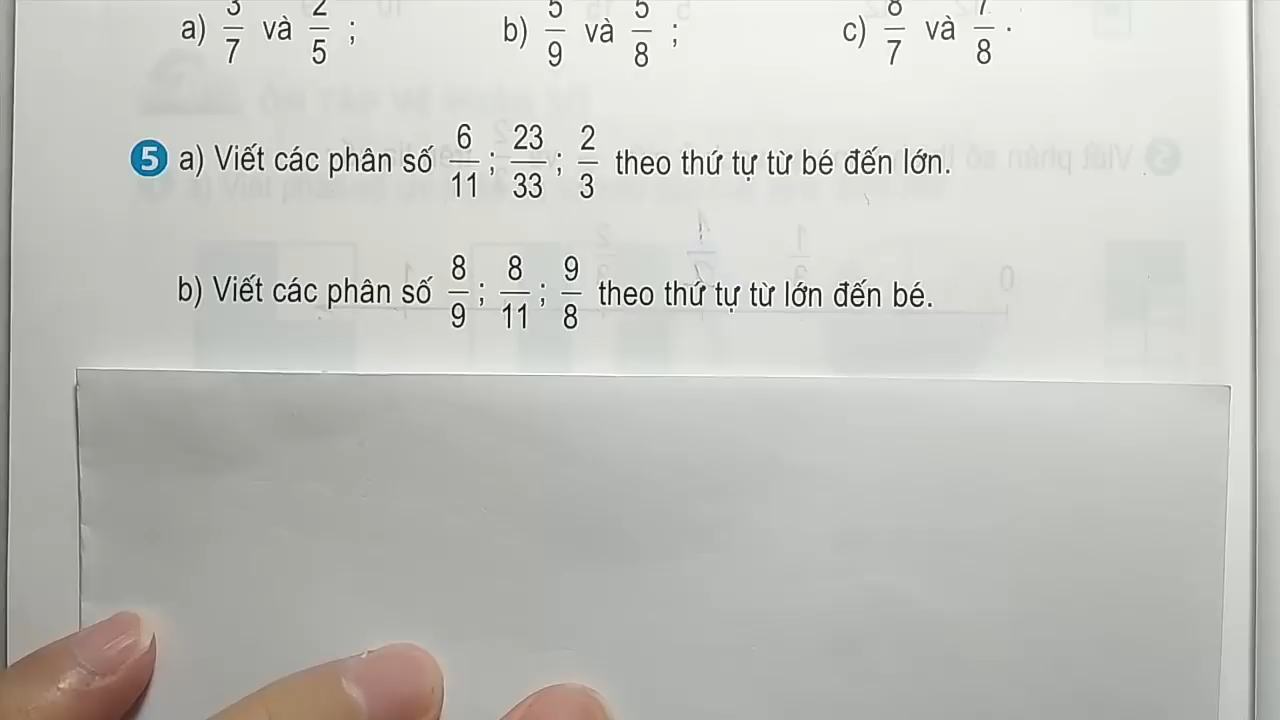 a) 3/7 và 2/5 ; b) 5/9 và 5/8 ; c) 8/7 và 7/8 .
5 a) Viết các phân số 6/11 ; 23/33 ; 2/3 theo thứ tự từ bé đến lớn.
b) Viết các phân số 8/9 ; 8/11 ; 9/8 theo thứ tự từ lớn đến bé.